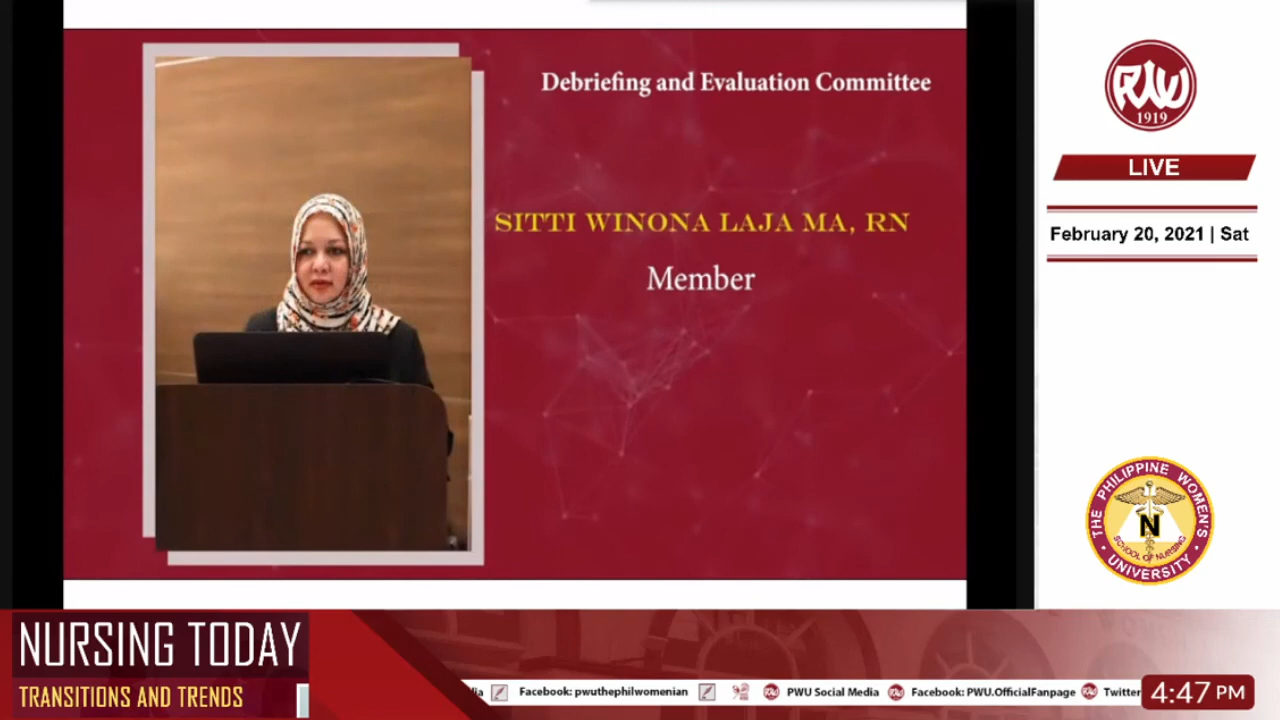 Debriefing and Evaluation Committee
SITTI WINONA LAJA MA, RN
Member
PWU
1919
LIVE
February 20, 2021 | Sat
THE PHILIPPINE WOMEN'S UNIVERSITY
N
SCHOOL OF NURSING
NURSING TODAY
TRANSITIONS AND TRENDS
ia Facebook: pwuthephilwomenian PWU Social Media Facebook: PWU.OfficialFanpage Twitter
4:47 PM